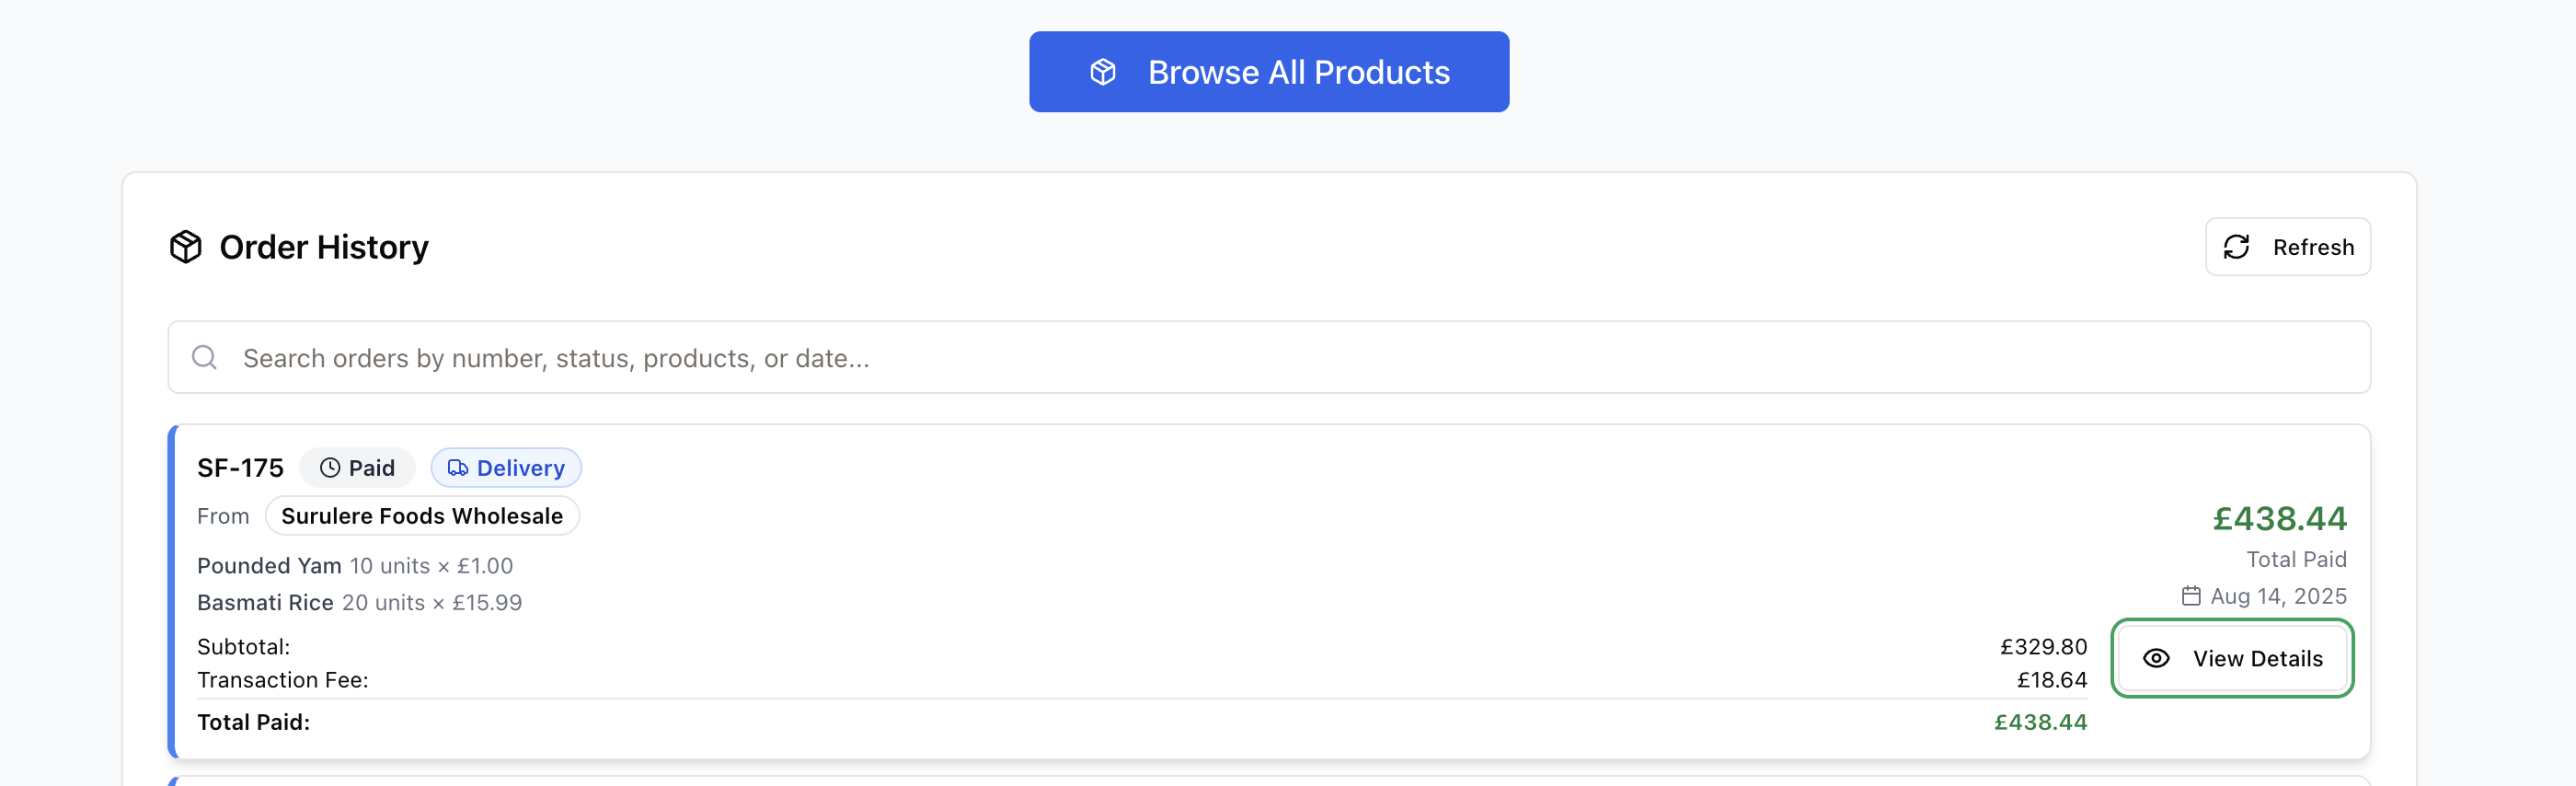 Browse All Products
Order History
Refresh
Search orders by number, status, products, or date...
SF-175 Paid Delivery
From Surulere Foods Wholesale
£438.44
Pounded Yam 10 units × £1.00
Total Paid
Basmati Rice 20 units × £15.99
Aug 14, 2025
Subtotal: £329.80
View Details
Transaction Fee: £18.64
Total Paid: £438.44